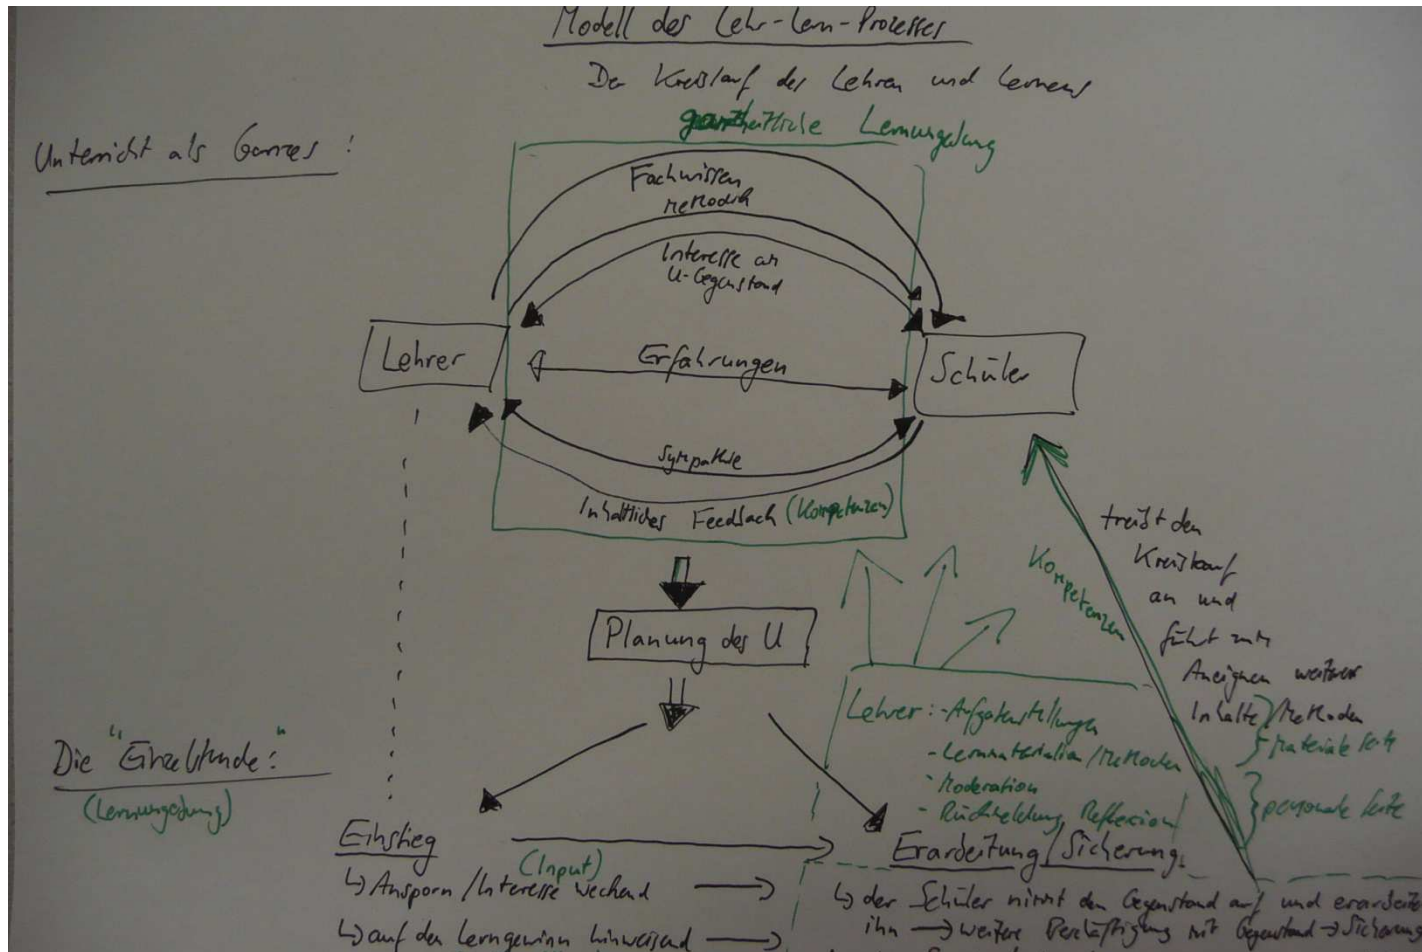 Modell des Lehr-Lern-Prozesses
Der Kreislauf des Lehren und Lernens
ganzheitliche Lernumgebung
Unterricht als Ganzes :
Fachwissen
Methodik
Interesse am
U-Gegenstand
Lehrer
Erfahrungen
Schüler
Sympathie
Inhaltliches Feedback (Kompetenzen)
Planung des U
Kompetenzen
treibt den
Kreislauf
an und
führt zum
Aneignen weiterer
Inhalte/Methoden
materiale Seite
personale Seite
Lehrer: - Aufgabenstellungen
- Lernmaterialien/Methoden
- Moderation
- Rückmeldung Reflexion
Die "Einzelstunde:"
(Lernumgebung)
Einstieg
(Input)
Erarbeitung/Sicherung
↳ Ansporn/Interesse weckend
↳ auf den Lerngewinn hinweisend
↳ der Schüler nimmt den Gegenstand auf und erarbeitet
ihn → weitere Beschäftigung mit Gegenstand → Sicherung